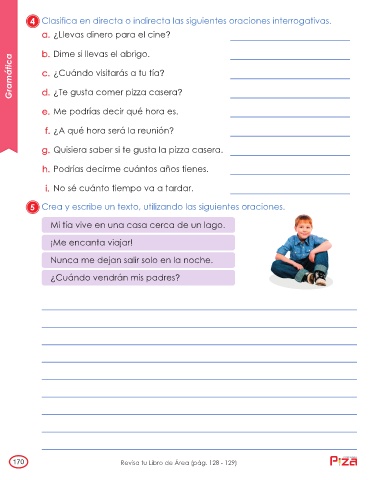 4 Clasifica en directa o indirecta las siguientes oraciones interrogativas.
a. ¿Llevas dinero para el cine?
b. Dime si llevas el abrigo.
c. ¿Cuándo visitarás a tu tía?
d. ¿Te gusta comer pizza casera?
e. Me podrías decir qué hora es.
f. ¿A qué hora será la reunión?
g. Quisiera saber si te gusta la pizza casera.
h. Podrías decirme cuántos años tienes.
i. No sé cuánto tiempo va a tardar.
Gramática
5 Crea y escribe un texto, utilizando las siguientes oraciones.
Mi tía vive en una casa cerca de un lago.
¡Me encanta viajar!
Nunca me dejan salir solo en la noche.
¿Cuándo vendrán mis padres?
170
Revisa tu Libro de Área (pág. 128 - 129)